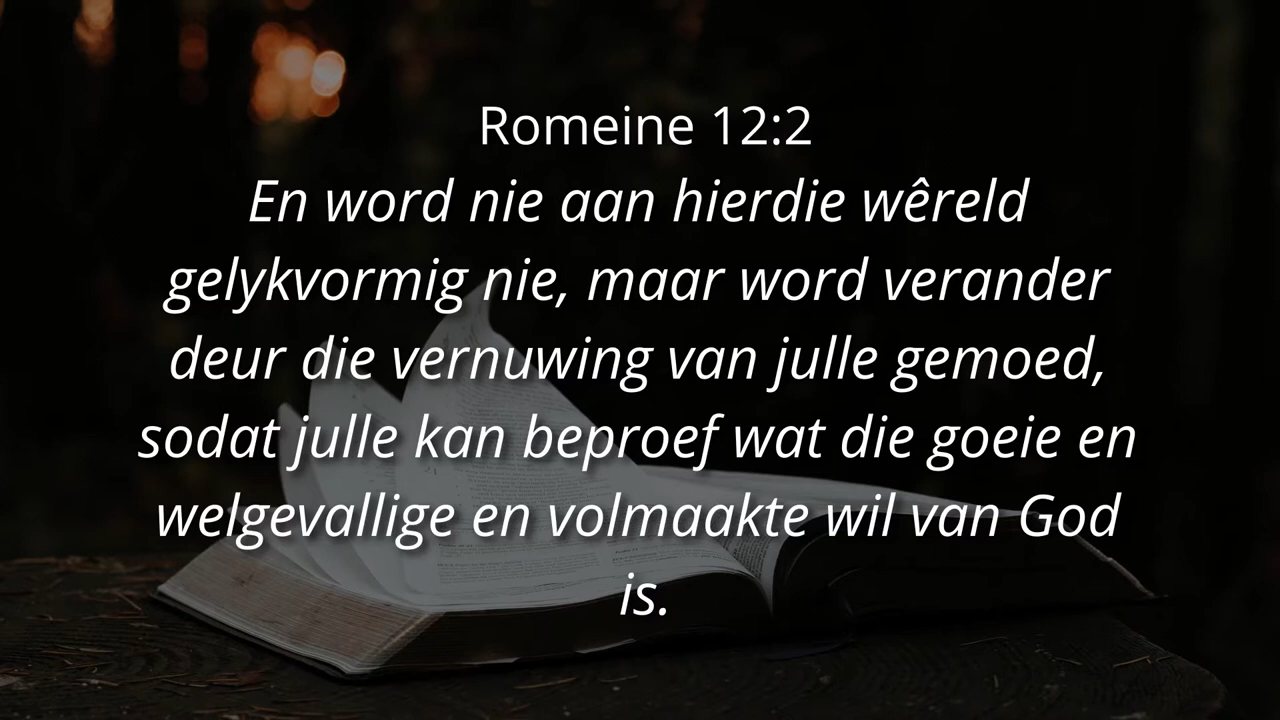 Romeine 12:2
En word nie aan hierdie wêreld
gelykvormig nie, maar word verander
deur die vernuwing van julle gemoed,
sodat julle kan beproef wat die goeie en
welgevallige en volmaakte wil van God
is.